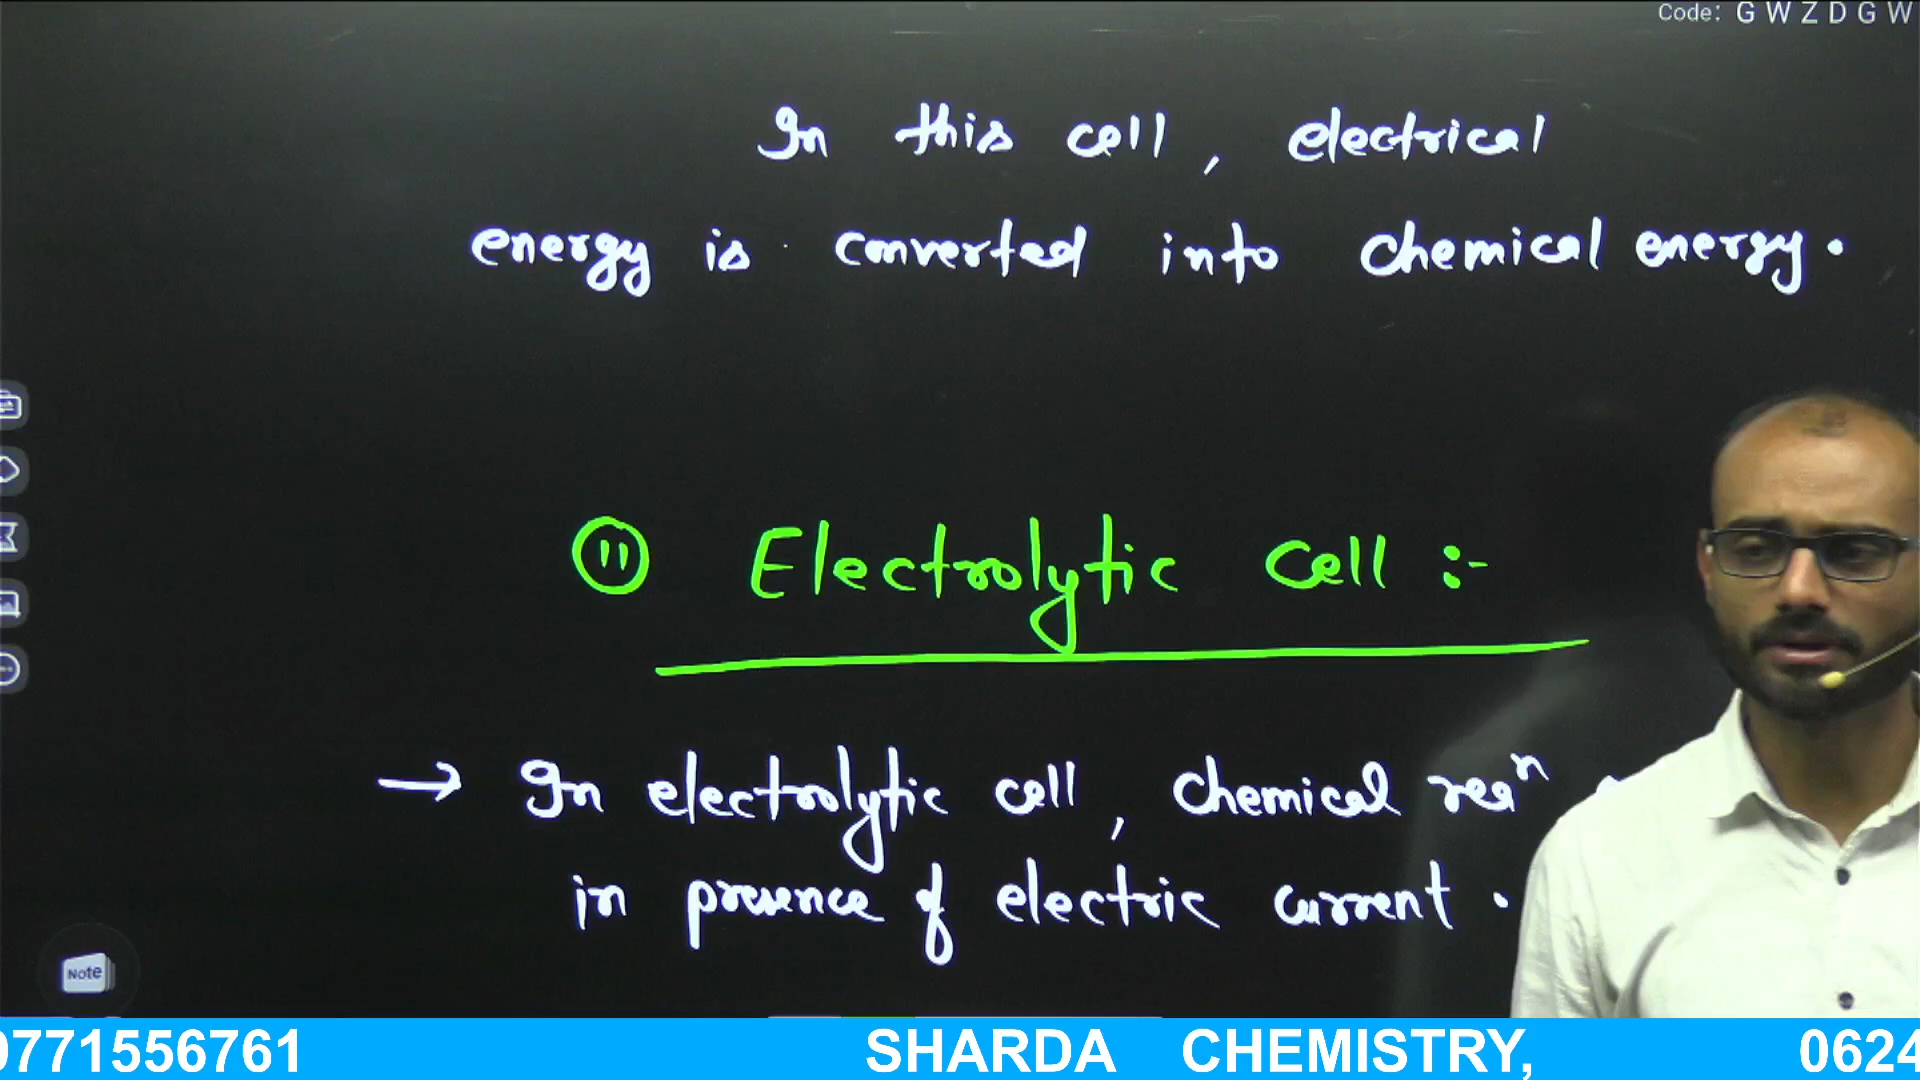 Code: G W Z D G W
In this cell, electrical
energy is converted into chemical energy.
(ii) Electrolytic cell :-
→ In electrolytic cell, chemical reaⁿ
in presence of electric current.
Note
0771556761 SHARDA CHEMISTRY, 0624